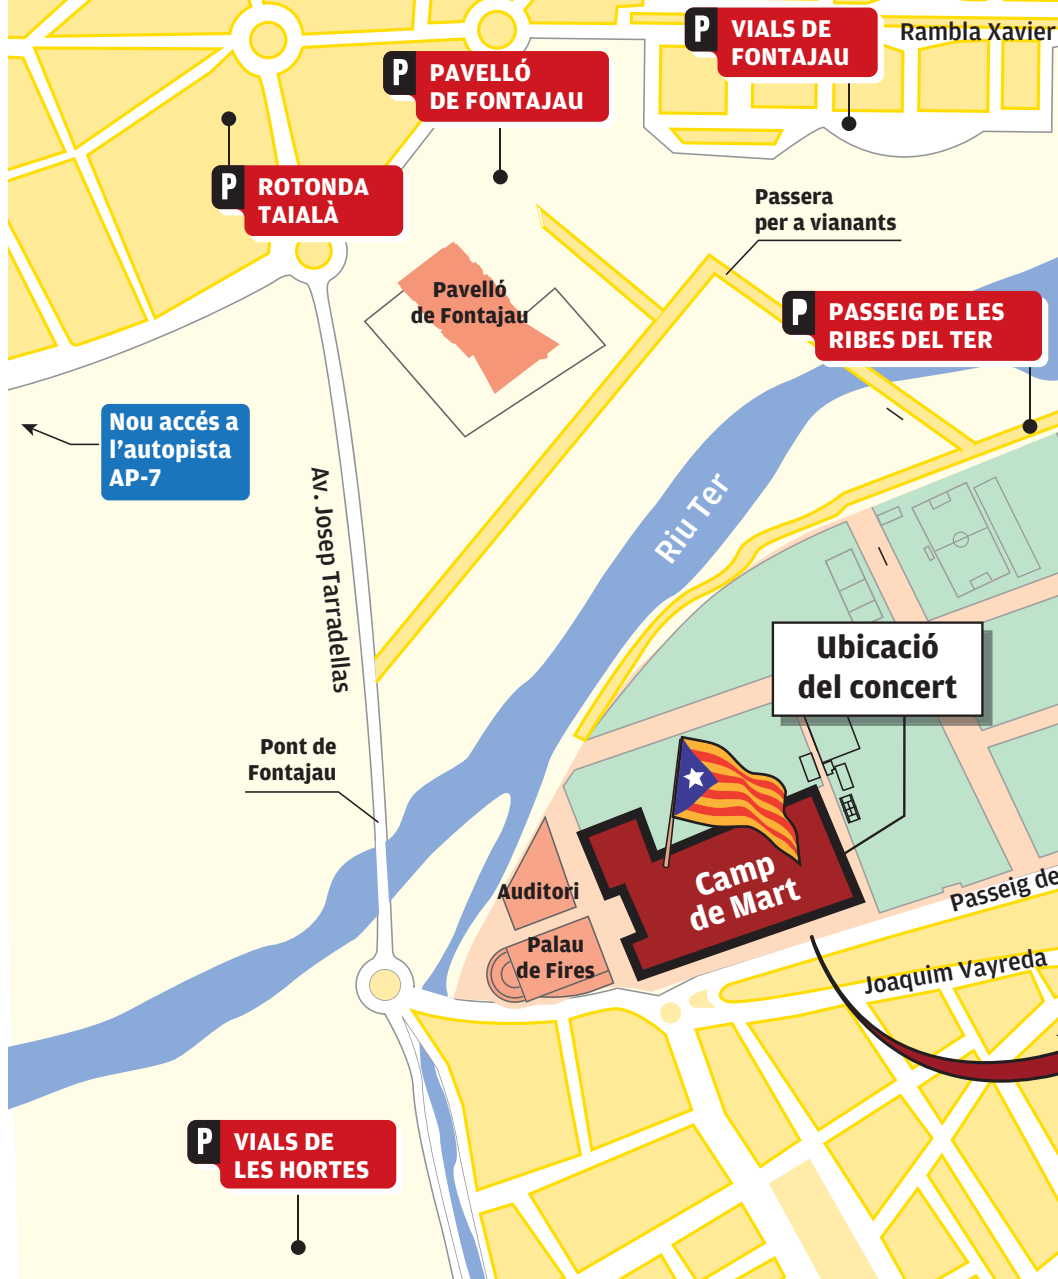 P
VIALS DE
FONTAJAU
Rambla Xavier
P
PAVELLÓ
DE FONTAJAU
P
ROTONDA
TAIALÀ
Passera
per a vianants
Pavelló
de Fontajau
P
PASSEIG DE LES
RIBES DEL TER
Nou accés a
l'autopista
AP-7
Av. Josep Tarradellas
Riu Ter
Ubicació
del concert
Pont de
Fontajau
Camp
de Mart
Auditori
Passeig de
Palau
de Fires
Joaquim Vayreda
P
VIALS DE
LES HORTES